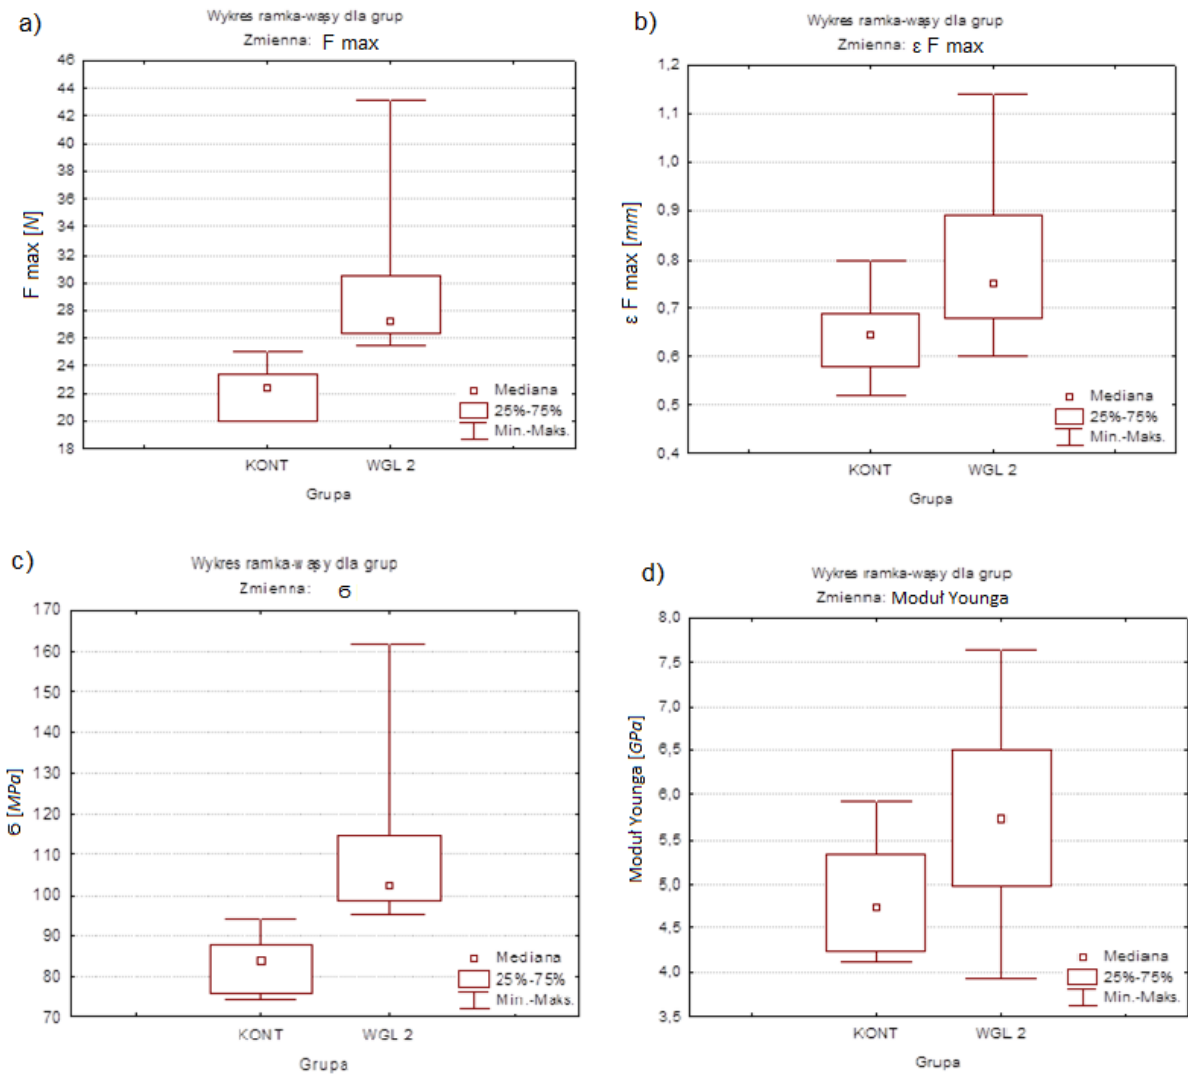 a)
Wykres ramka-wąsy dla grup
Zmienna: F max
46
44
42
40
38
36
34
32
30
28
26
24
22
20
18
F max [N]
Mediana
25%-75%
Min.-Maks.
KONT
WGL 2
Grupa
b)
Wykres ramka-wąsy dla grup
Zmienna: ε F max
1,2
1,1
1,0
0,9
0,8
0,7
0,6
0,5
0,4
ε F max [mm]
Mediana
25%-75%
Min.-Maks.
KONT
WGL 2
Grupa
c)
Wykres ramka-wąsy dla grup
Zmienna: б
170
160
150
140
130
120
110
100
90
80
70
б [MPa]
Mediana
25%-75%
Min.-Maks.
KONT
WGL 2
Grupa
d)
Wykres ramka-wąsy dla grup
Zmienna: Moduł Younga
8,0
7,5
7,0
6,5
6,0
5,5
5,0
4,5
4,0
3,5
Moduł Younga [GPa]
Mediana
25%-75%
Min.-Maks.
KONT
WGL 2
Grupa